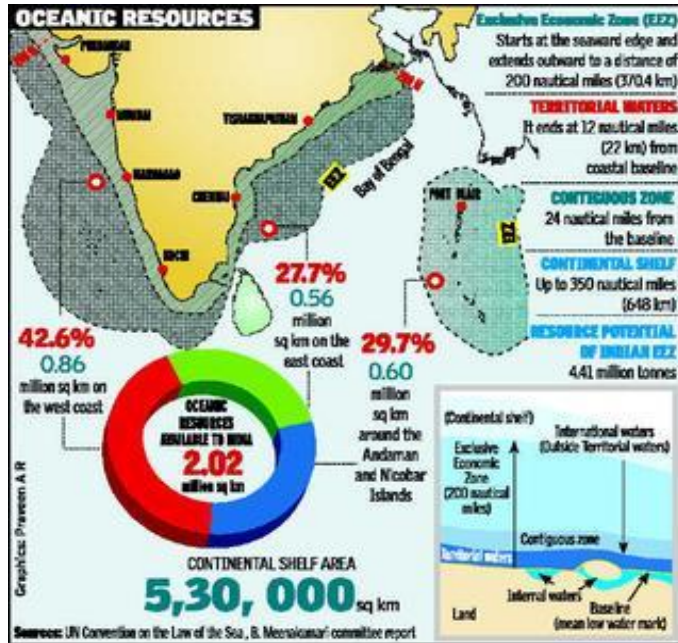 OCEANIC RESOURCES
Exclusive Economic Zone (EEZ)
Starts at the seaward edge and
extends outward to a distance of
200 nautical miles (370.4 km)
TERRITORIAL WATERS
It ends at 12 nautical miles
(22 km) from
coastal baseline
CONTIGUOUS ZONE
24 nautical miles from
the baseline
CONTINENTAL SHELF
Up to 350 nautical miles
(648 km)
RESOURCE POTENTIAL
OF INDIAN EEZ
4.41 million tonnes
PORBANDAR
MUMBAI
VISHAKHAPATNAM
CHENNAI
KOCHI
Bay of Bengal
EEZ
PORT BLAIR
EEZ
42.6%
0.86
million sq km on
the west coast
27.7%
0.56
million
sq km on the
east coast
29.7%
0.60
million
sq km
around the
Andaman
and Nicobar
Islands
OCEANIC
RESOURCES
AVAILABLE TO INDIA
2.02
million sq km
CONTINENTAL SHELF AREA
5,30, 000 sq km
(Continental shelf)
Exclusive
Economic
Zone
(200 nautical
miles)
International waters
(Outside Territorial waters)
Contiguous zone
Territorial waters
Internal waters
Baseline
(mean low water mark)
Land
Graphics: Praveen A R
Sources: UN Convention on the Law of the Sea, B. Meenakumari committee report